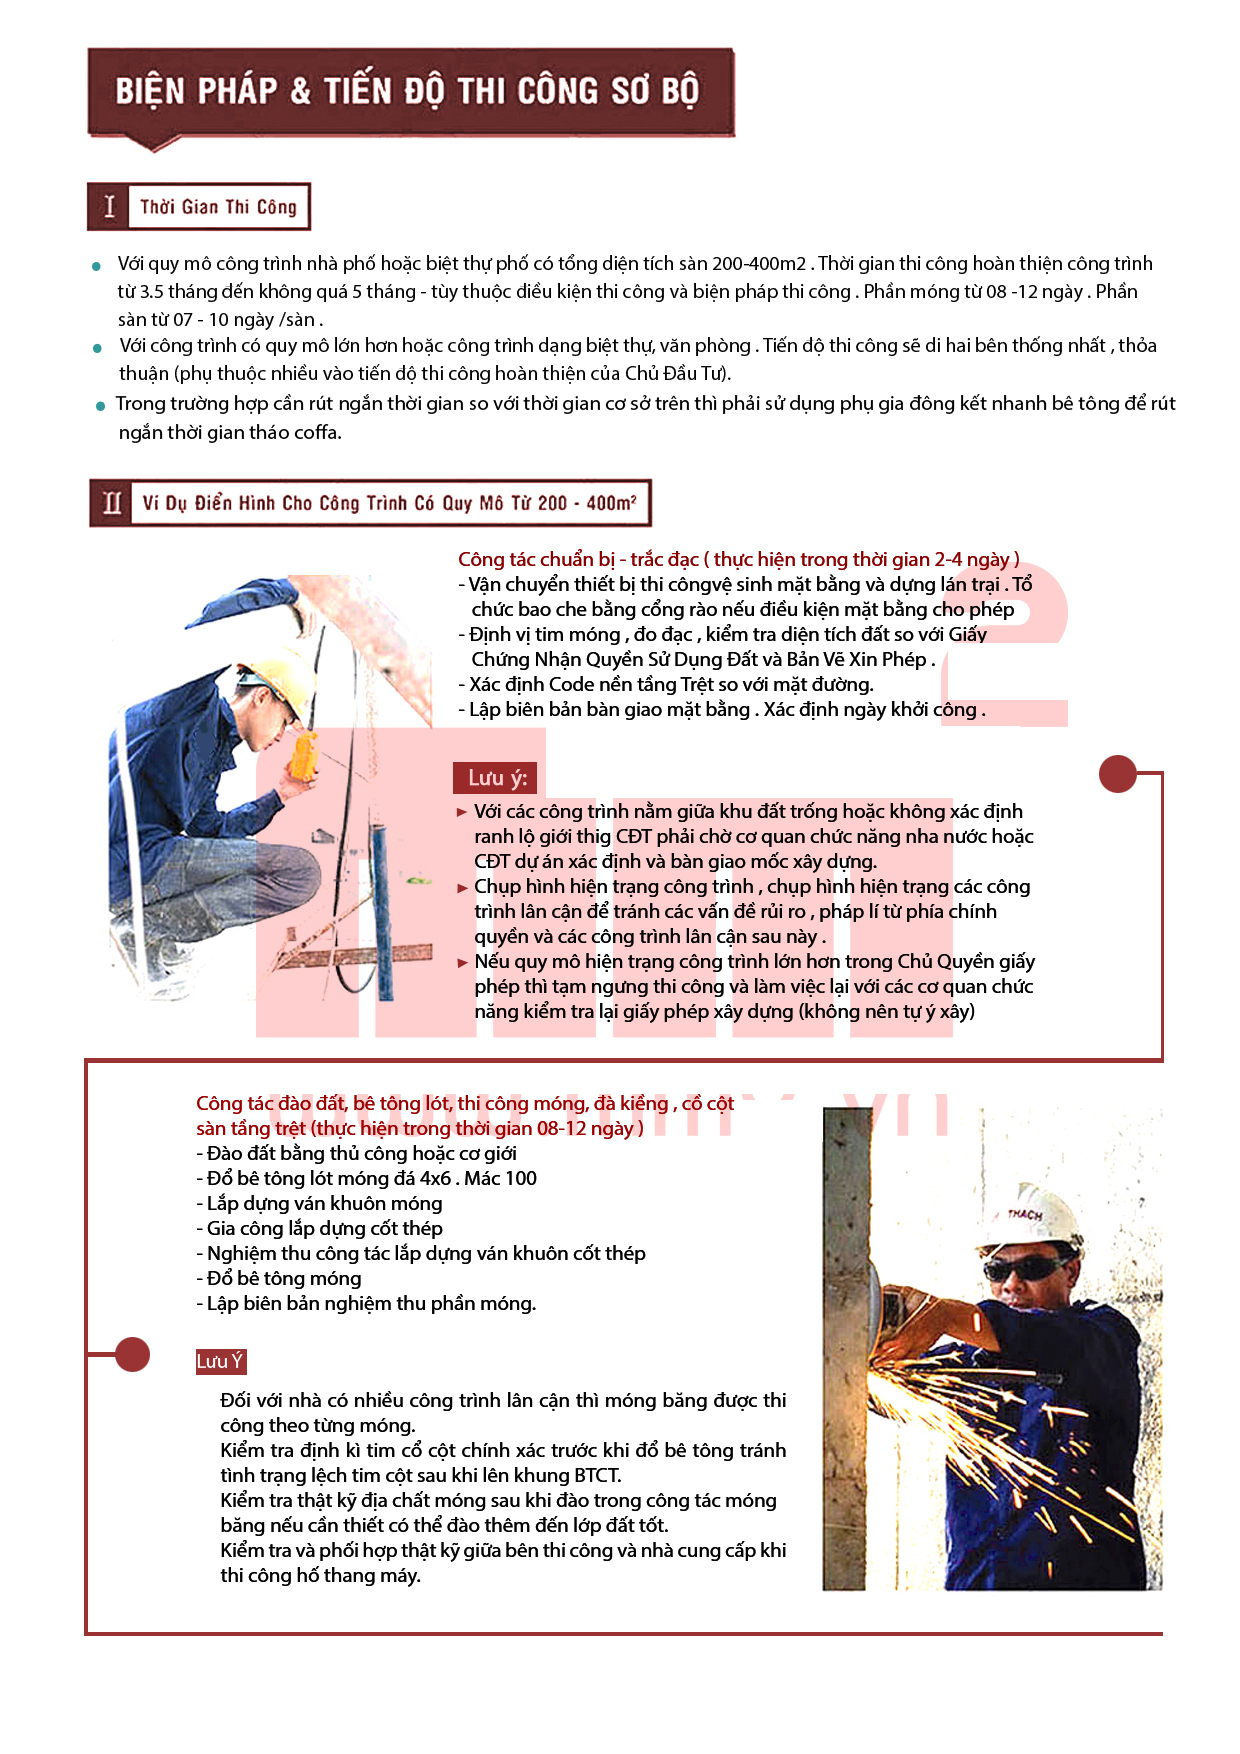 BIỆN PHÁP & TIẾN ĐỘ THI CÔNG SƠ BỘ
I Thời Gian Thi Công
Với quy mô công trình nhà phố hoặc biệt thự phố có tổng diện tích sàn 200-400m2 . Thời gian thi công hoàn thiện công trình
từ 3.5 tháng đến không quá 5 tháng - tùy thuộc điều kiện thi công và biện pháp thi công . Phần móng từ 08 -12 ngày . Phần
sàn từ 07 - 10 ngày /sàn .
Với công trình có quy mô lớn hơn hoặc công trình dạng biệt thự, văn phòng . Tiến độ thi công sẽ di hai bên thống nhất , thỏa
thuận (phụ thuộc nhiều vào tiến độ thi công hoàn thiện của Chủ Đầu Tư).
Trong trường hợp cần rút ngắn thời gian so với thời gian cơ sở trên thì phải sử dụng phụ gia đông kết nhanh bê tông để rút
ngắn thời gian tháo coffa.
II Ví Dụ Điển Hình Cho Công Trình Có Quy Mô Từ 200 - 400m²
Công tác chuẩn bị - trắc đạc ( thực hiện trong thời gian 2-4 ngày )
- Vận chuyển thiết bị thi côngvệ sinh mặt bằng và dựng lán trại . Tổ
chức bao che bằng cổng rào nếu điều kiện mặt bằng cho phép
- Định vị tim móng , đo đạc , kiểm tra diện tích đất so với Giấy
Chứng Nhận Quyền Sử Dụng Đất và Bản Vẽ Xin Phép .
- Xác định Code nền tầng Trệt so với mặt đường.
- Lập biên bản bàn giao mặt bằng . Xác định ngày khởi công .
Lưu ý:
Với các công trình nằm giữa khu đất trống hoặc không xác định
ranh lộ giới thig CĐT phải chờ cơ quan chức năng nha nước hoặc
CĐT dự án xác định và bàn giao mốc xây dựng.
Chụp hình hiện trạng công trình , chụp hình hiện trạng các công
trình lân cận để tránh các vấn đề rủi ro , pháp lí từ phía chính
quyền và các công trình lân cận sau này .
Nếu quy mô hiện trạng công trình lớn hơn trong Chủ Quyền giấy
phép thì tạm ngưng thi công và làm việc lại với các cơ quan chức
năng kiểm tra lại giấy phép xây dựng (không nên tự ý xây)
Công tác đào đất, bê tông lót, thi công móng, đà kiềng , cổ cột
sàn tầng trệt (thực hiện trong thời gian 08-12 ngày )
- Đào đất bằng thủ công hoặc cơ giới
- Đổ bê tông lót móng đá 4x6 . Mác 100
- Lắp dựng ván khuôn móng
- Gia công lắp dựng cốt thép
- Nghiệm thu công tác lắp dựng ván khuôn cốt thép
- Đổ bê tông móng
- Lập biên bản nghiệm thu phần móng.
THACH
Lưu Ý
Đối với nhà có nhiều công trình lân cận thì móng băng được thi
công theo từng móng.
Kiểm tra định kì tim cổ cột chính xác trước khi đổ bê tông tránh
tình trạng lệch tim cột sau khi lên khung BTCT.
Kiểm tra thật kỹ địa chất móng sau khi đào trong công tác móng
băng nếu cần thiết có thể đào thêm đến lớp đất tốt.
Kiểm tra và phối hợp thật kỹ giữa bên thi công và nhà cung cấp khi
thi công hố thang máy.